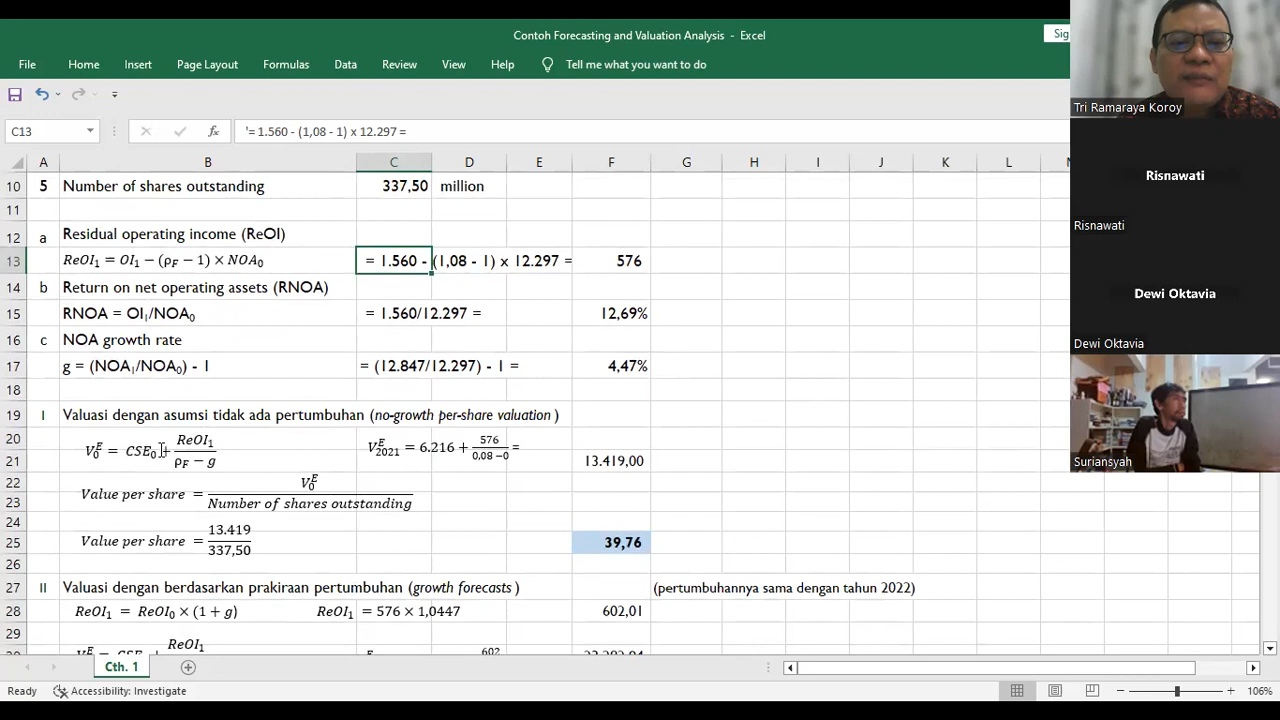 Contoh Forecasting and Valuation Analysis - Excel
Sig
File Home Insert Page Layout Formulas Data Review View Help Tell me what you want to do
C13 fx '= 1.560 - (1,08 - 1) x 12.297 =
A B C D E F G H I J K L M
10 5 Number of shares outstanding 337,50 million
11
12 a Residual operating income (ReOI)
13 ReOI₁ = OI₁ − (ρF − 1) × NOA₀ = 1.560 - (1,08 - 1) x 12.297 = 576
14 b Return on net operating assets (RNOA)
15 RNOA = OI₁/NOA₀ = 1.560/12.297 = 12,69%
16 c NOA growth rate
17 g = (NOA₁/NOA₀) - 1 = (12.847/12.297) - 1 = 4,47%
18
19 I Valuasi dengan asumsi tidak ada pertumbuhan (no-growth per-share valuation)
20 V₀ᴱ = CSE₀ + ReOI₁ / ρF − g V₂₀₂₁ᴱ = 6.216 + 576 / 0,08 −0 =
21 13.419,00
22 Value per share = V₀ᴱ / Number of shares outstanding
23
24
25 Value per share = 13.419 / 337,50 39,76
26
27 II Valuasi dengan berdasarkan prakiraan pertumbuhan (growth forecasts) (pertumbuhannya sama dengan tahun 2022)
28 ReOI₁ = ReOI₀ × (1 + g) ReOI₁ = 576 × 1,0447 602,01
29
ReOI₁
Cth. 1
Ready Accessibility: Investigate 106%
Tri Ramaraya Koroy
Risnawati
Risnawati
Dewi Oktavia
Dewi Oktavia
Suriansyah